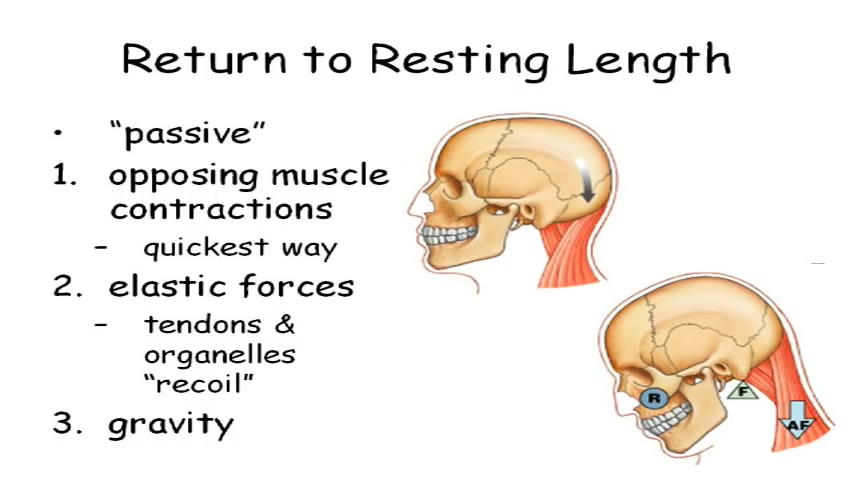 Return to Resting Length
• “passive”
1. opposing muscle
contractions
– quickest way
2. elastic forces
– tendons &
organelles
“recoil”
3. gravity
R
F
AF